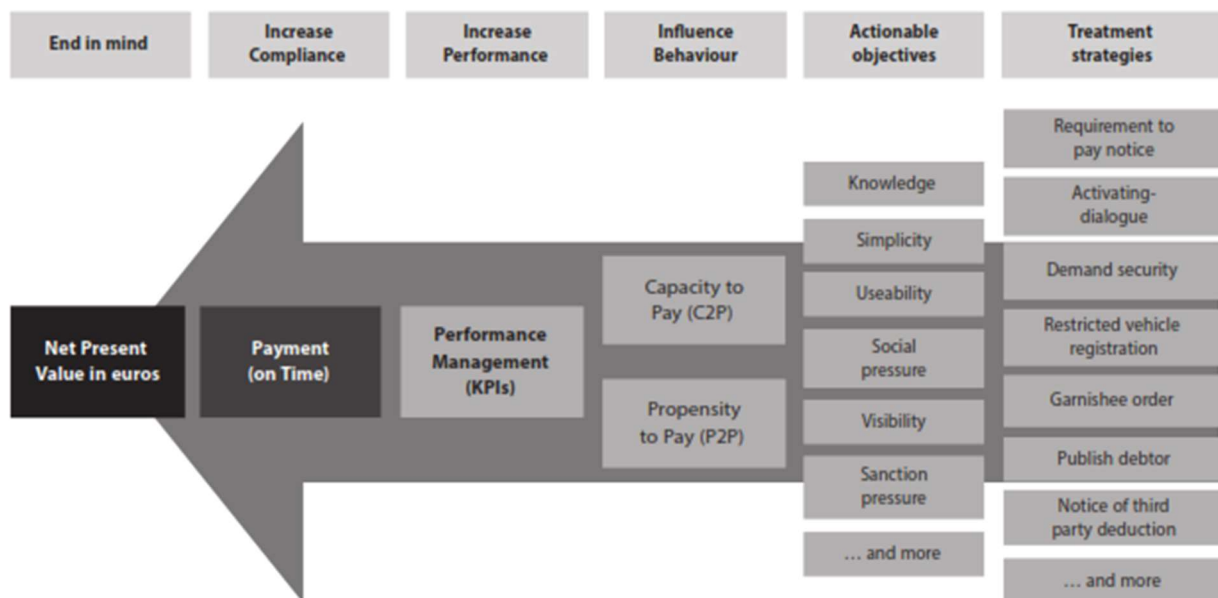 End in mind
Increase
Compliance
Increase
Performance
Influence
Behaviour
Actionable
objectives
Treatment
strategies
Net Present
Value in euros
Payment
(on Time)
Performance
Management
(KPIs)
Capacity to
Pay (C2P)
Propensity
to Pay (P2P)
Knowledge
Simplicity
Useability
Social
pressure
Visibility
Sanction
pressure
... and more
Requirement to
pay notice
Activating-
dialogue
Demand security
Restricted vehicle
registration
Garnishee order
Publish debtor
Notice of third
party deduction
... and more